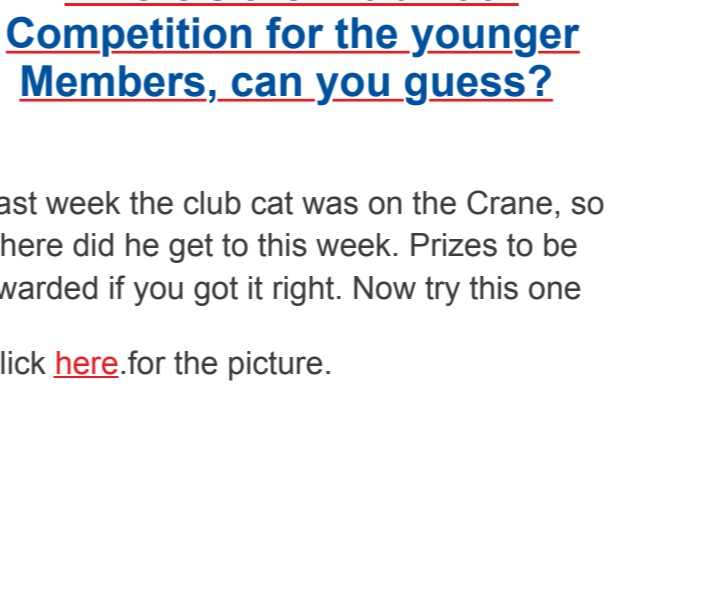 Competition for the younger
Members, can you guess?
ast week the club cat was on the Crane, so
here did he get to this week. Prizes to be
warded if you got it right. Now try this one
lick here.for the picture.